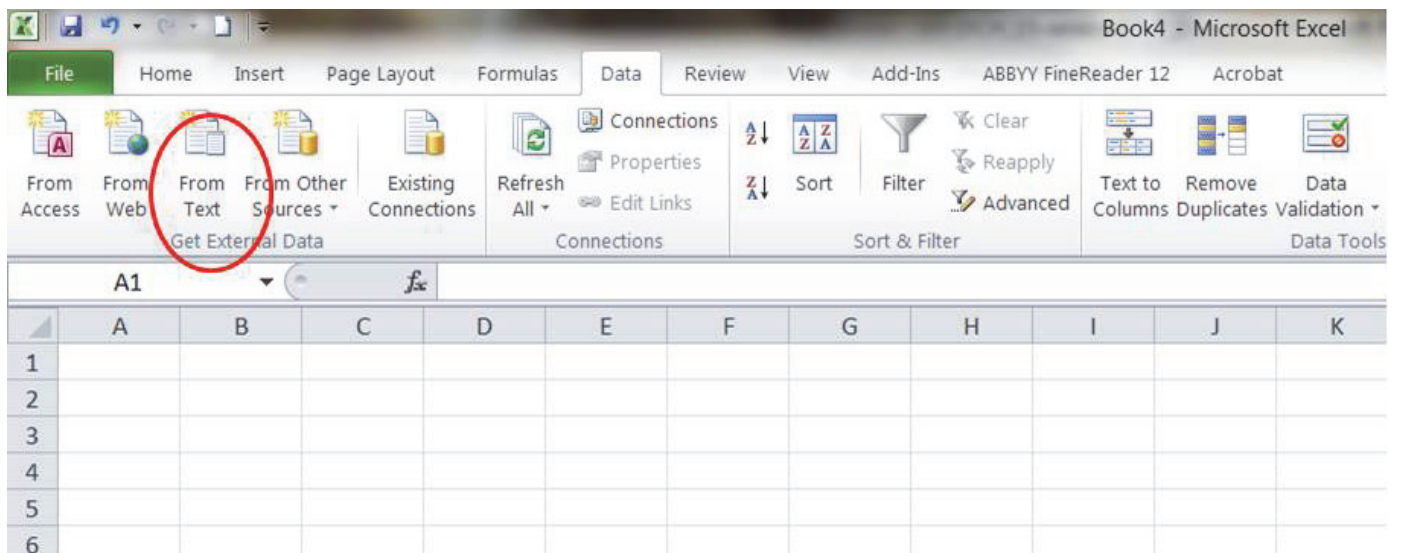 Book4 - Microsoft Excel
File Home Insert Page Layout Formulas Data Review View Add-Ins ABBYY FineReader 12 Acrobat
From Access
From Web
From Text
From Other Sources
Existing Connections
Refresh All
Connections
Properties
Edit Links
A Z
Z A
A Z Z A
Sort
Filter
Clear
Reapply
Advanced
Text to Columns
Remove Duplicates
Data Validation
Get External Data Connections Sort & Filter Data Tools
A1 fx
A B C D E F G H I J K
1
2
3
4
5
6